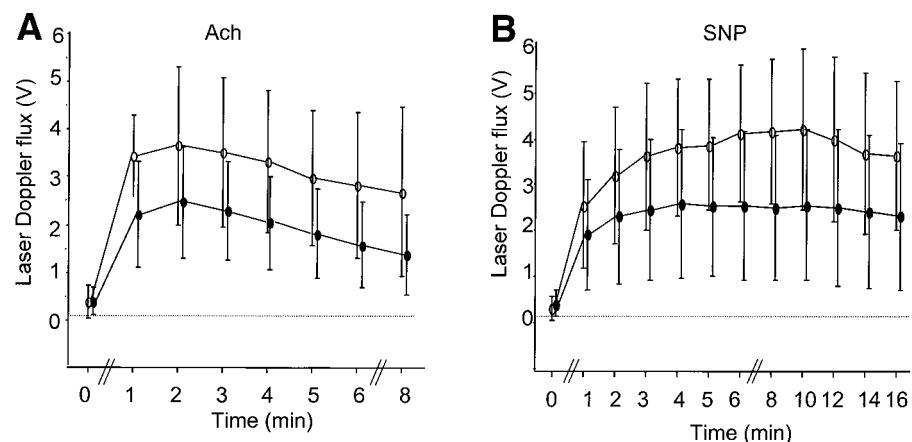 A
Ach
Laser Doppler flux (V)
6
5
4
3
2
1
0
0 1 2 3 4 5 6 8
Time (min)
B
SNP
Laser Doppler flux (V)
6
5
4
3
2
1
0
0 1 2 3 4 5 6 8 10 12 14 16
Time (min)